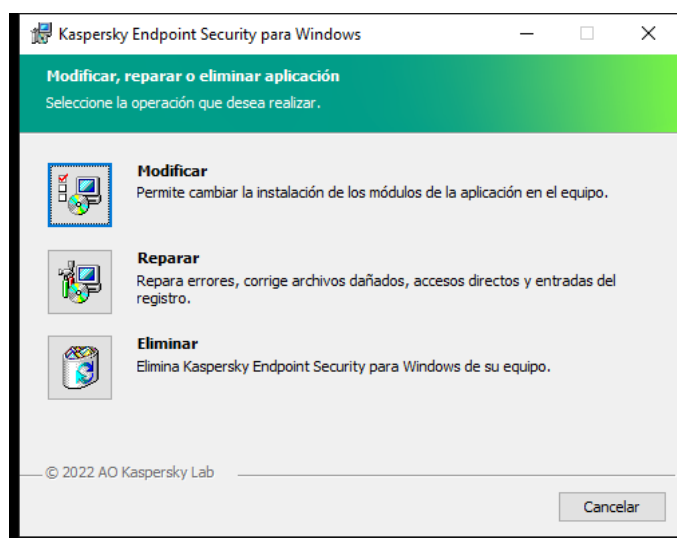 Kaspersky Endpoint Security para Windows
Modificar, reparar o eliminar aplicación
Seleccione la operación que desea realizar.
Modificar
Permite cambiar la instalación de los módulos de la aplicación en el equipo.
Reparar
Repara errores, corrige archivos dañados, accesos directos y entradas del
registro.
Eliminar
Elimina Kaspersky Endpoint Security para Windows de su equipo.
© 2022 AO Kaspersky Lab
Cancelar